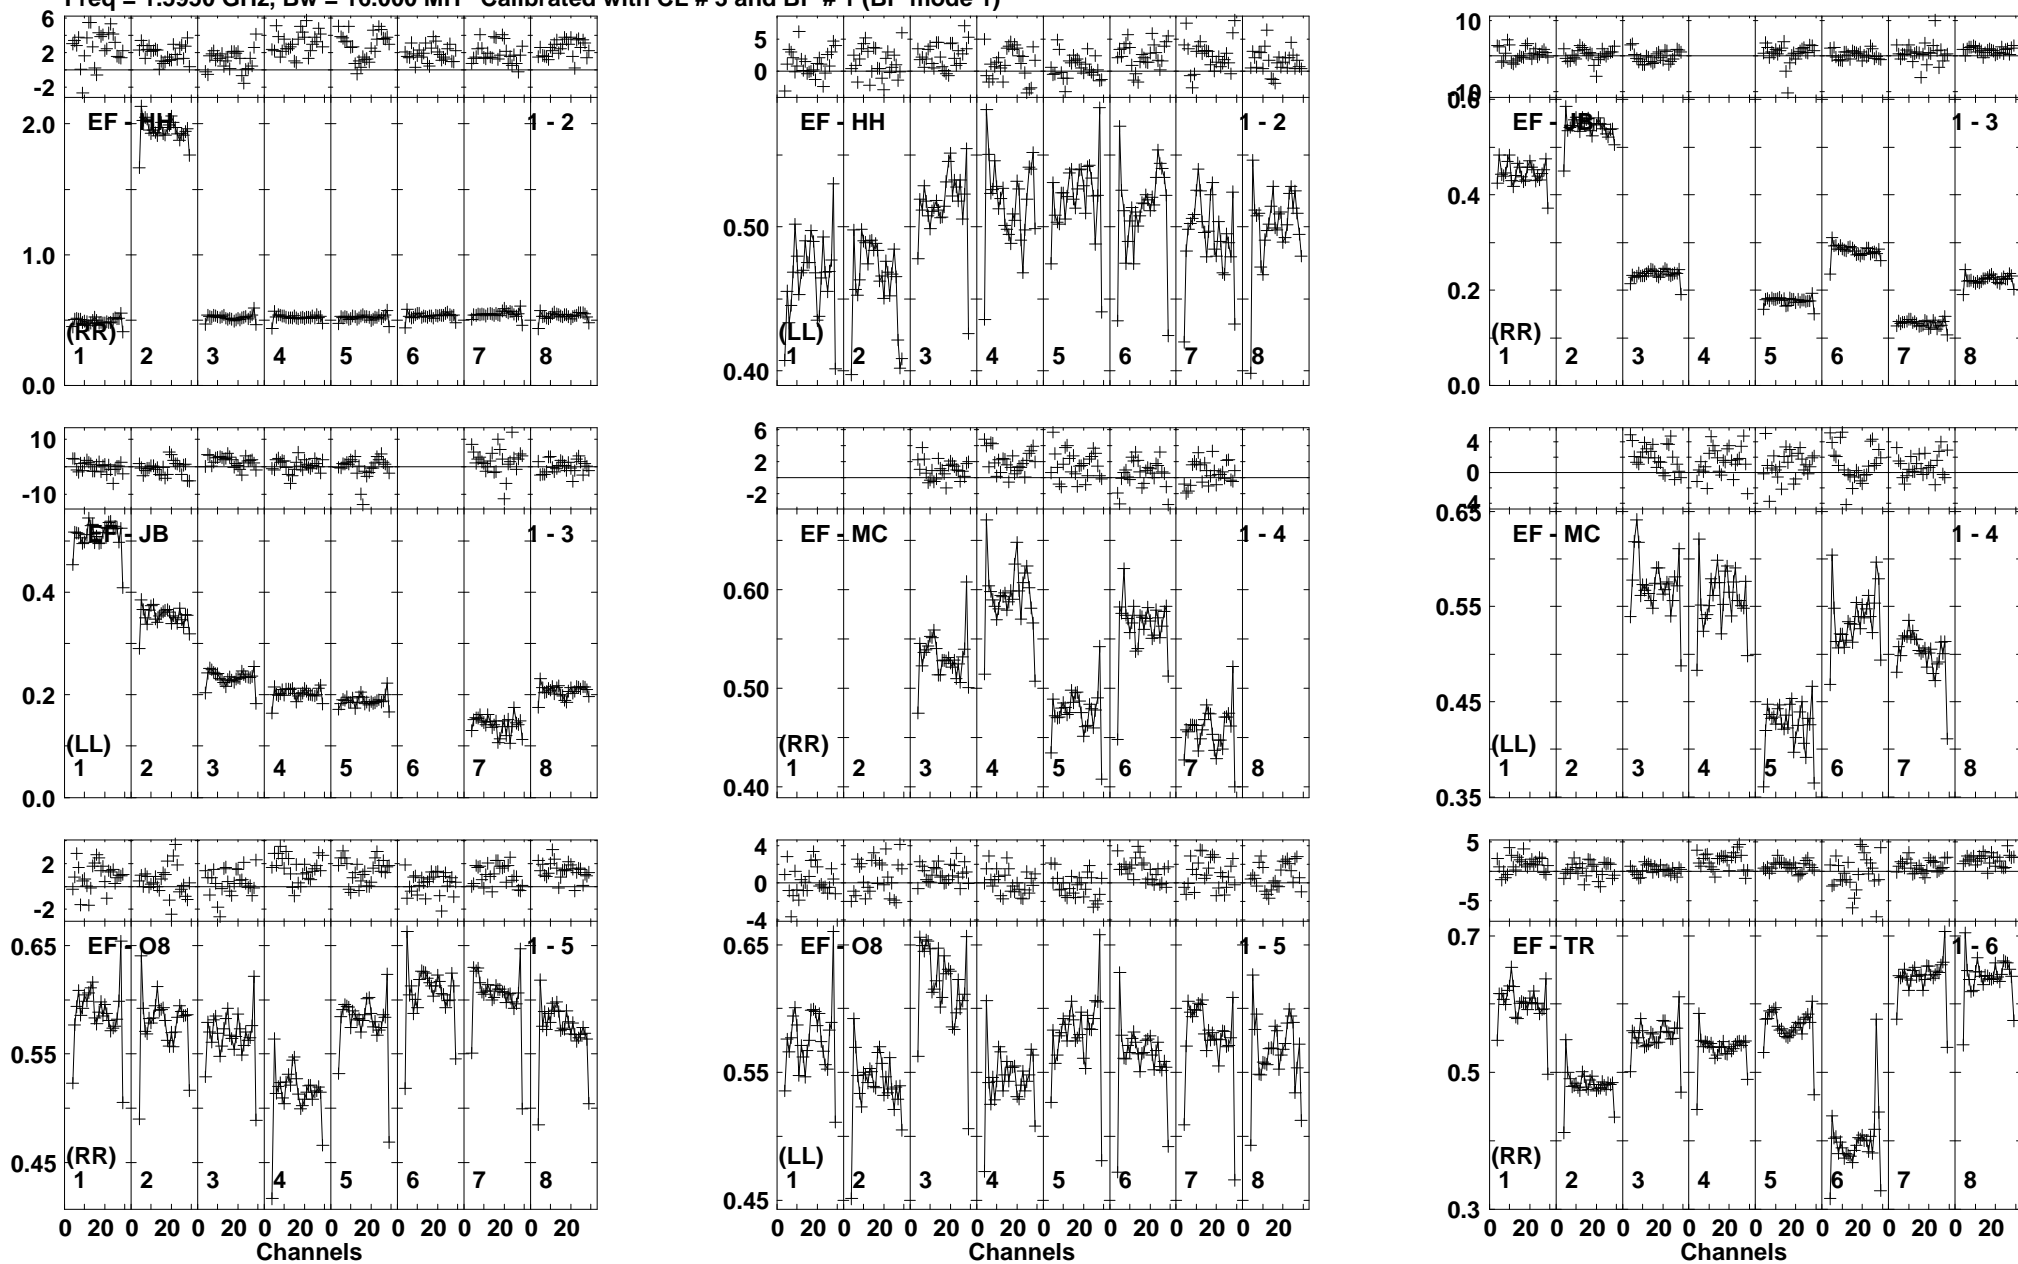 Freq = 1.5950 GHz, Bw = 16.000 MH Calibrated with CL # 3 and BP # 1 (BP mode 1)
6 4 2 0 -2
2.0 1.0 0.0
EF - HH 1 - 2
(RR)
1 2 3 4 5 6 7 8
5 0
0.50 0.40
EF - HH 1 - 2
(LL)
1 2 3 4 5 6 7 8
10 -10
0.6 0.4 0.2 0.0
EF - JB 1 - 3
(RR)
1 2 3 4 5 6 7 8
10 -10
0.4 0.2 0.0
EF - JB 1 - 3
(LL)
1 2 3 4 5 6 7 8
6 2 -2
0.60 0.50 0.40
EF - MC 1 - 4
(RR)
1 2 3 4 5 6 7 8
4 0 -4
0.65 0.55 0.45 0.35
EF - MC 1 - 4
(LL)
1 2 3 4 5 6 7 8
2 -2
0.65 0.55 0.45
EF - O8 1 - 5
(RR)
1 2 3 4 5 6 7 8
0 20 0 20 0 20 0 20 0 20 0 20 0 20 0 20
Channels
4 0 -4
0.65 0.55 0.45
EF - O8 1 - 5
(LL)
1 2 3 4 5 6 7 8
0 20 0 20 0 20 0 20 0 20 0 20 0 20 0 20
5 -5
0.7 0.5 0.3
EF - TR 1 - 6
(RR)
1 2 3 4 5 6 7 8
0 20 0 20 0 20 0 20 0 20 0 20 0 20 0 20
Channels